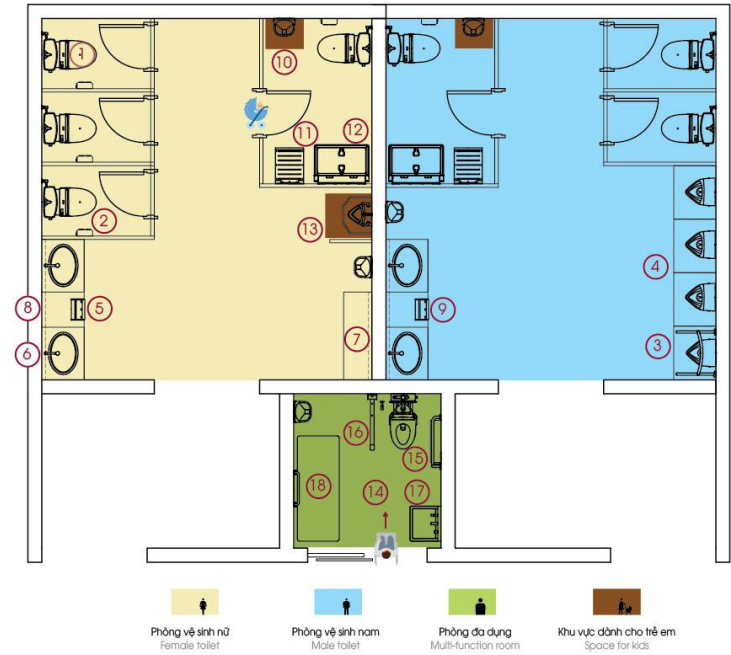 1
10
11
12
2
13
4
8
5
9
6
7
3
16
15
18
14
17
Phòng vệ sinh nữ
Female toilet
Phòng vệ sinh nam
Male toilet
Phòng đa dụng
Multi-function room
Khu vực dành cho trẻ em
Space for kids